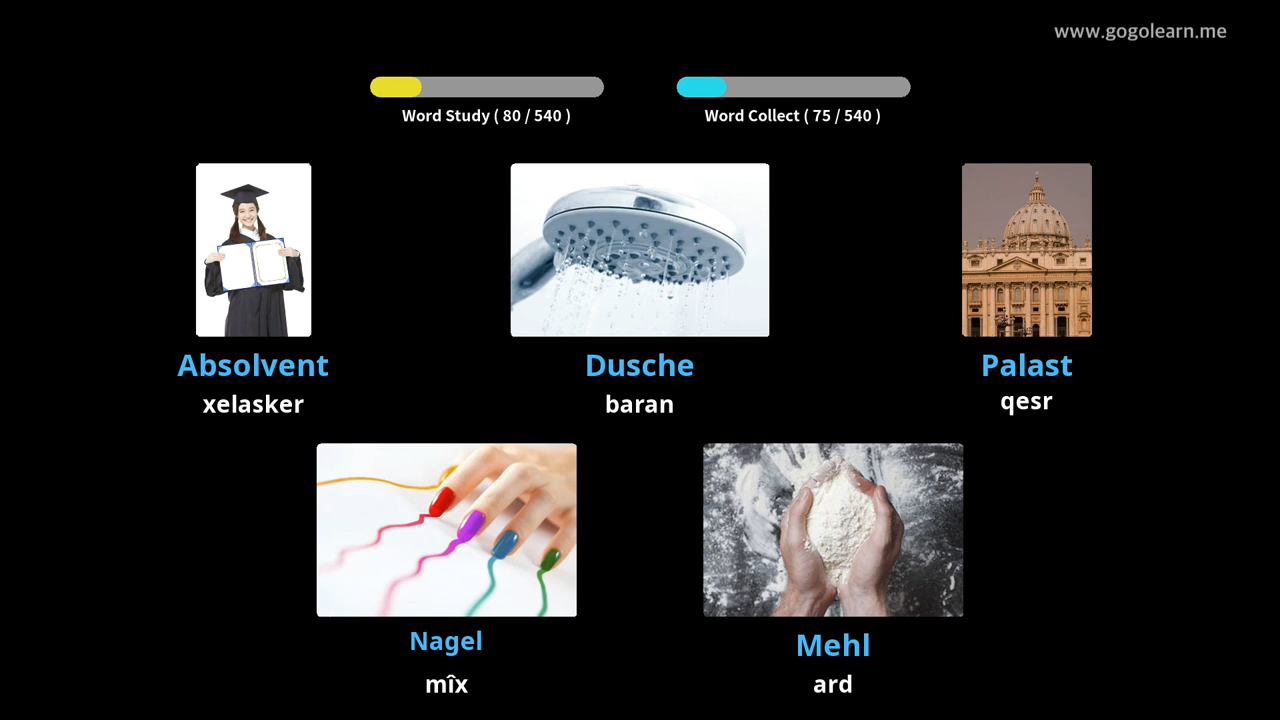 www.gogolearn.me
Word Study ( 80 / 540 )
Word Collect ( 75 / 540 )
Absolvent
xelasker
Dusche
baran
Palast
qesr
Nagel
mîx
Mehl
ard